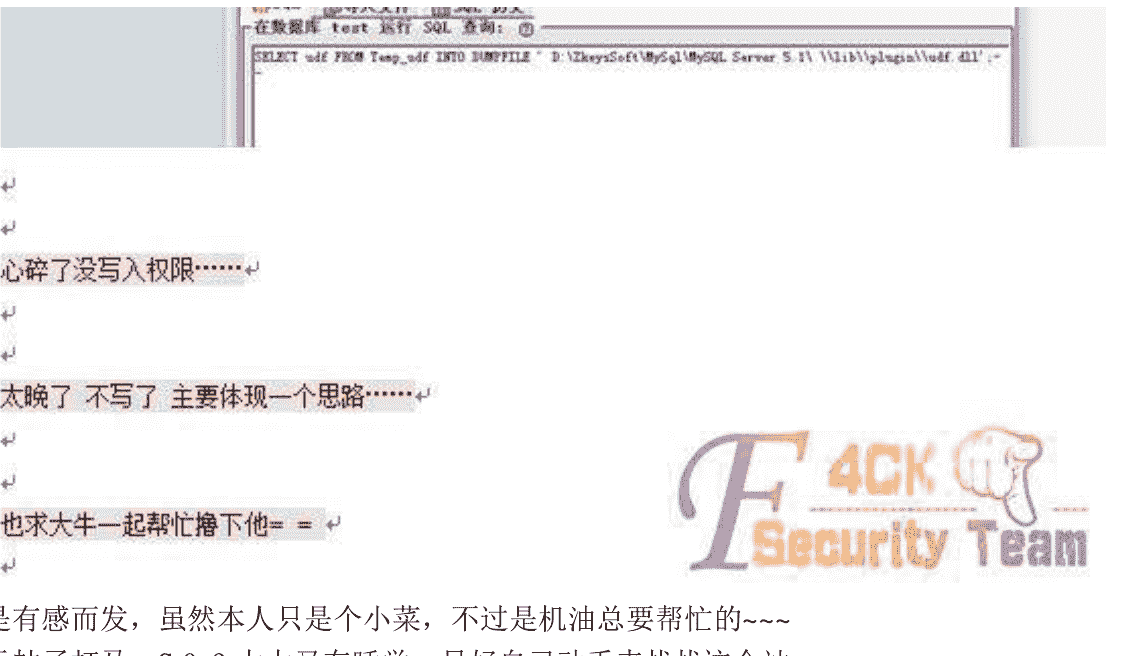 在数据库 test 运行 SQL 查询:
SELECT udf FROM Temp_udf INTO DUMPFILE " D:\ZkeysSoft\MySql\MySQL Server 5.1\ \\lib\\plugin\\udf.dll';
心碎了没写入权限……
太晚了 不写了 主要体现一个思路……
也求大牛一起帮忙撸下他= =
F4CK
Security Team
是有感而发，虽然本人只是个小菜，不过是机油总要帮忙的~~~